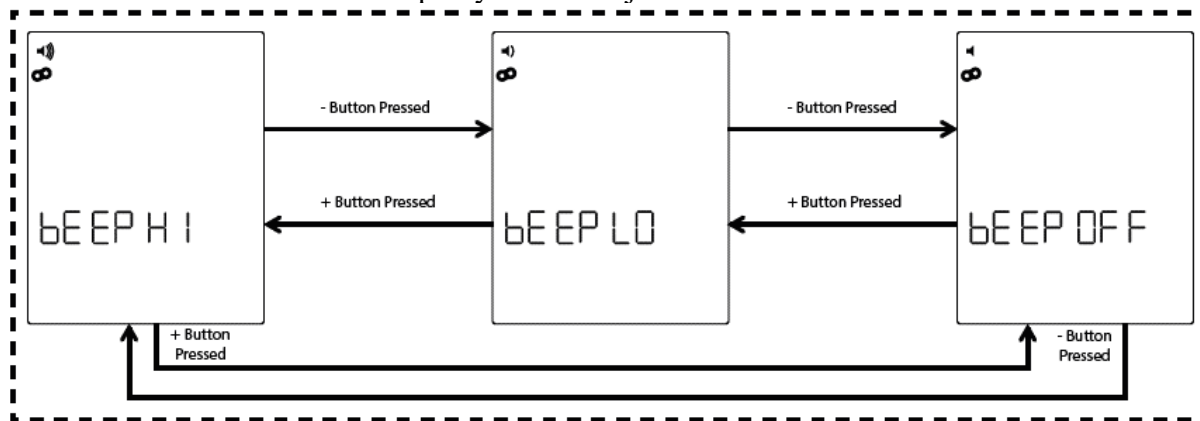 - Button Pressed
- Button Pressed
+ Button Pressed
+ Button Pressed
bEEP HI
bEEP LO
bEEP OFF
+ Button
Pressed
- Button
Pressed